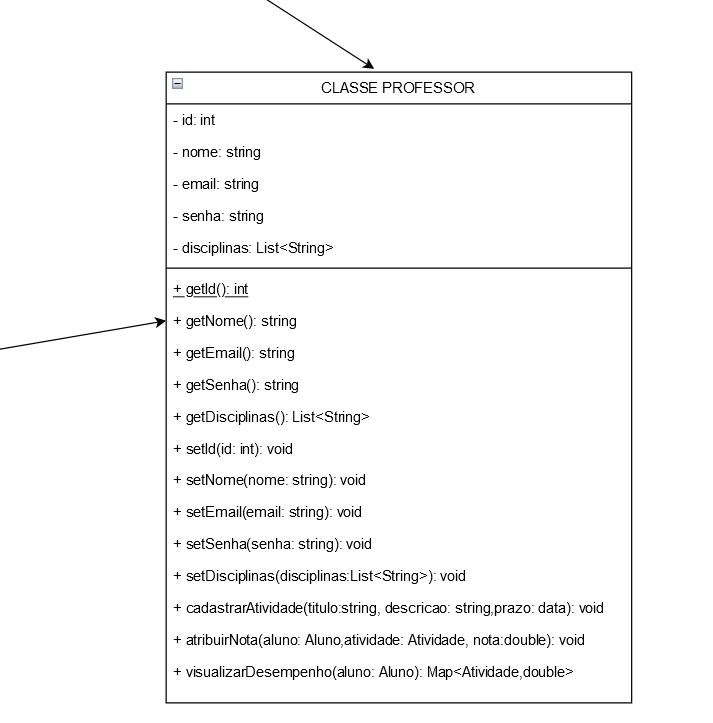 CLASSE PROFESSOR
- id: int
- nome: string
- email: string
- senha: string
- disciplinas: List<String>
+ getId(): int
+ getNome(): string
+ getEmail(): string
+ getSenha(): string
+ getDisciplinas(): List<String>
+ setId(id: int): void
+ setNome(nome: string): void
+ setEmail(email: string): void
+ setSenha(senha: string): void
+ setDisciplinas(disciplinas:List<String>): void
+ cadastrarAtividade(titulo:string, descricao: string,prazo: data): void
+ atribuirNota(aluno: Aluno,atividade: Atividade, nota:double): void
+ visualizarDesempenho(aluno: Aluno): Map<Atividade,double>